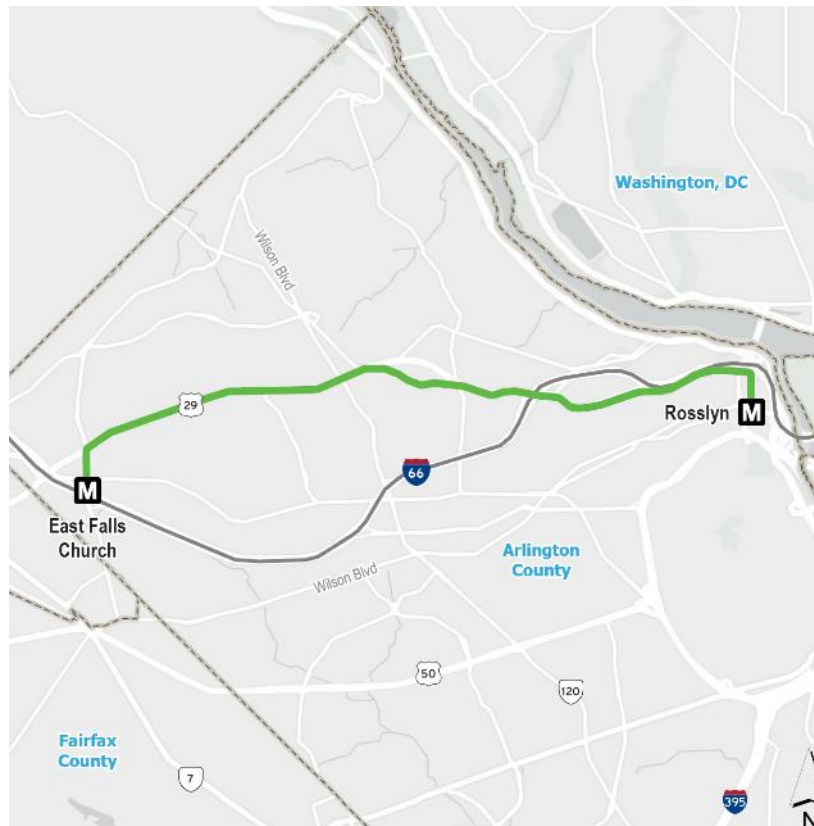 Washington, DC
Wilson Blvd
29
Rosslyn
M
66
M
East Falls
Church
Arlington
County
Wilson Blvd
50
120
Fairfax
County
7
395
N